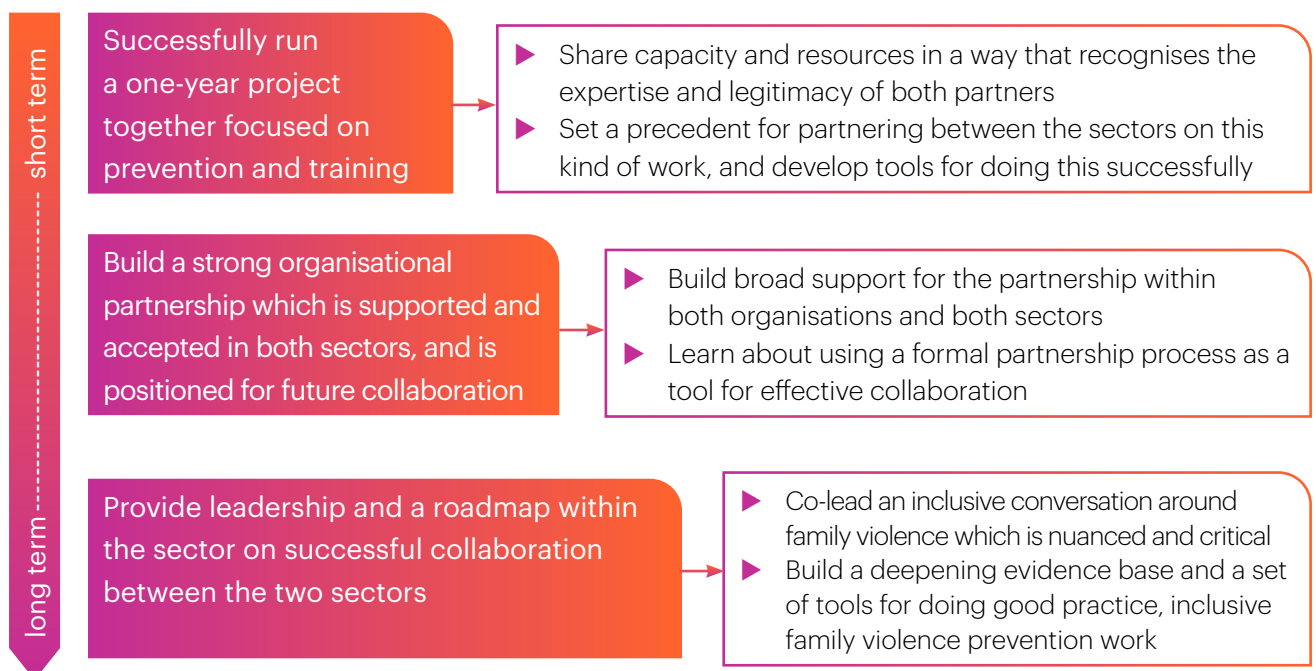 short term
long term
Successfully run
a one-year project
together focused on
prevention and training
Share capacity and resources in a way that recognises the
expertise and legitimacy of both partners
Set a precedent for partnering between the sectors on this
kind of work, and develop tools for doing this successfully
Build a strong organisational
partnership which is supported and
accepted in both sectors, and is
positioned for future collaboration
Build broad support for the partnership within
both organisations and both sectors
Learn about using a formal partnership process as a
tool for effective collaboration
Provide leadership and a roadmap within
the sector on successful collaboration
between the two sectors
Co-lead an inclusive conversation around
family violence which is nuanced and critical
Build a deepening evidence base and a set
of tools for doing good practice, inclusive
family violence prevention work